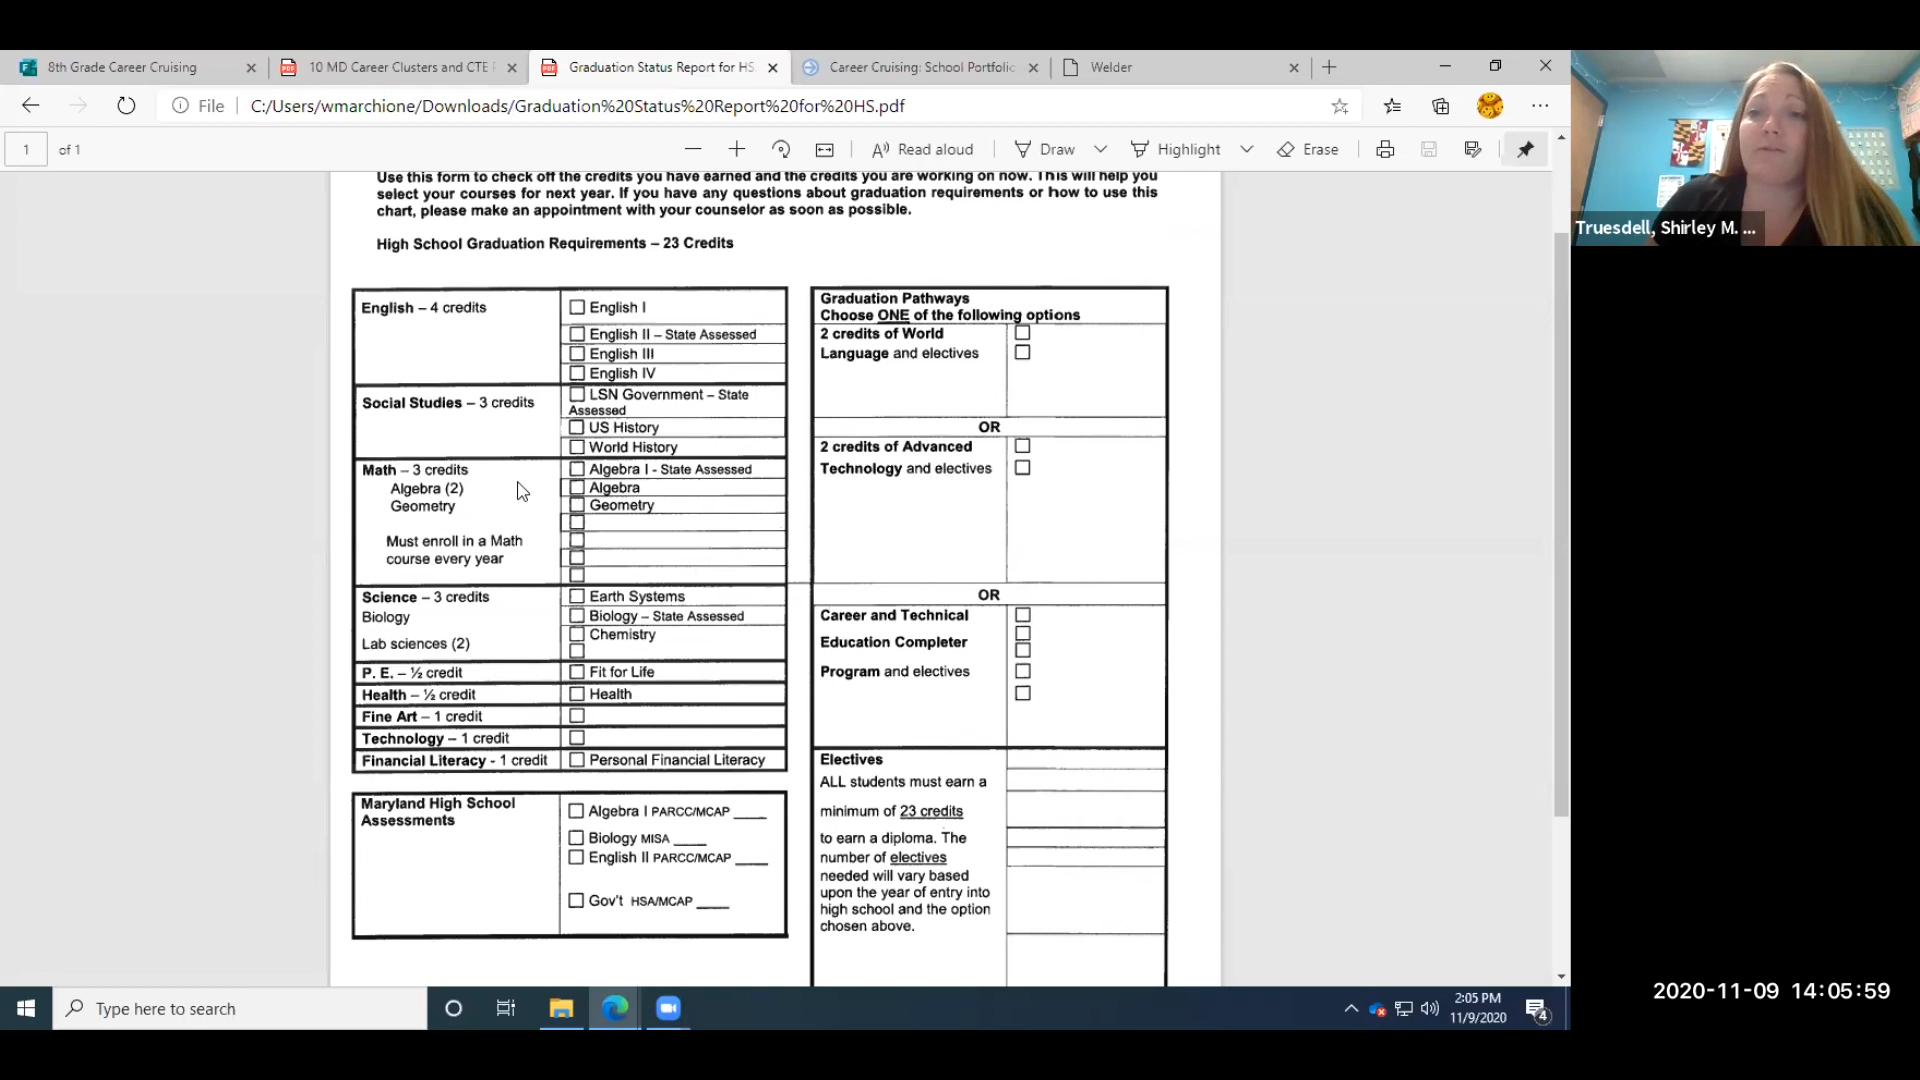 8th Grade Career Cruising
10 MD Career Clusters and CTE
Graduation Status Report for HS
Career Cruising: School Portfolio
Welder
File
C:/Users/wmarchione/Downloads/Graduation%20Status%20Report%20for%20HS.pdf
1 of 1
Read aloud
Draw
Highlight
Erase
Use this form to check off the credits you have earned and the credits you are working on now. This will help you
select your courses for next year. If you have any questions about graduation requirements or how to use this
chart, please make an appointment with your counselor as soon as possible.
High School Graduation Requirements – 23 Credits
English – 4 credits
English I
English II – State Assessed
English III
English IV
Social Studies – 3 credits
LSN Government – State
Assessed
US History
World History
Math – 3 credits
Algebra (2)
Geometry
Must enroll in a Math
course every year
Algebra I - State Assessed
Algebra
Geometry
Science – 3 credits
Biology
Lab sciences (2)
Earth Systems
Biology – State Assessed
Chemistry
P. E. – ½ credit
Fit for Life
Health – ½ credit
Health
Fine Art – 1 credit
Technology – 1 credit
Financial Literacy - 1 credit
Personal Financial Literacy
Maryland High School
Assessments
Algebra I PARCC/MCAP ____
Biology MISA ____
English II PARCC/MCAP ____
Gov't HSA/MCAP ____
Graduation Pathways
Choose ONE of the following options
2 credits of World
Language and electives
OR
2 credits of Advanced
Technology and electives
OR
Career and Technical
Education Completer
Program and electives
Electives
ALL students must earn a
minimum of 23 credits
to earn a diploma. The
number of electives
needed will vary based
upon the year of entry into
high school and the option
chosen above.
Truesdell, Shirley M. ...
Type here to search
2:05 PM
11/9/2020
4
2020-11-09 14:05:59